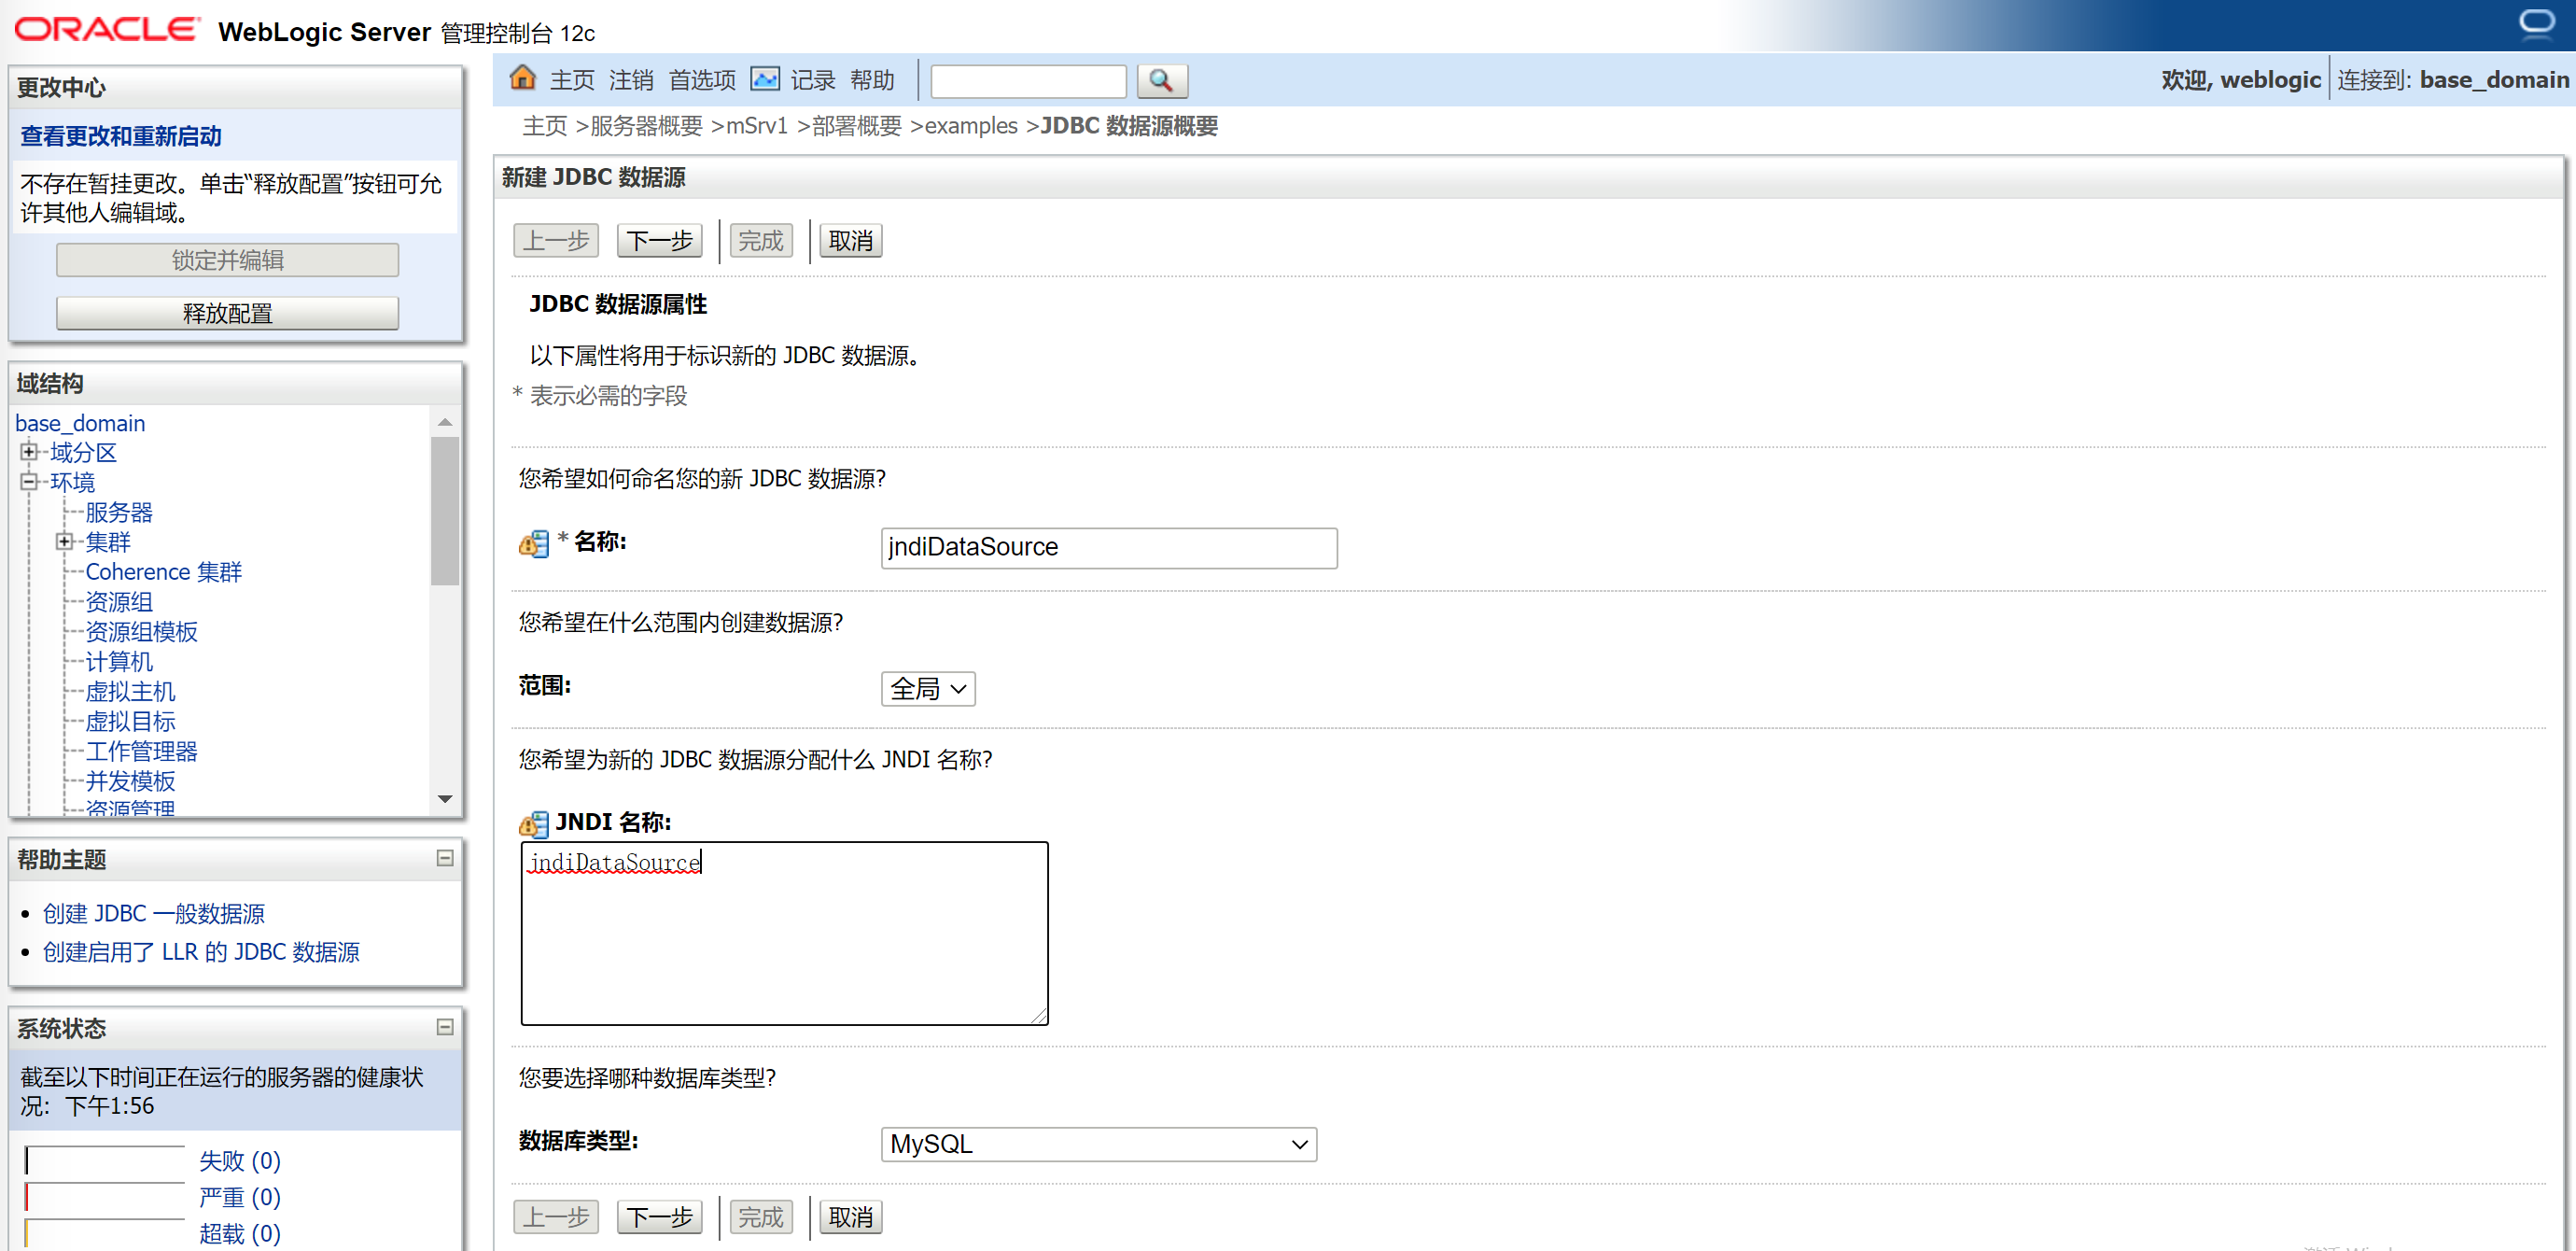 ORACLE WebLogic Server 管理控制台 12c
更改中心
查看更改和重新启动
不存在暂挂更改。单击“释放配置”按钮可允
许其他人编辑域。
锁定并编辑
释放配置
域结构
base_domain
域分区
环境
服务器
集群
Coherence 集群
资源组
资源组模板
计算机
虚拟主机
虚拟目标
工作管理器
并发模板
资源管理
帮助主题
创建 JDBC 一般数据源
创建启用了 LLR 的 JDBC 数据源
系统状态
截至以下时间正在运行的服务器的健康状
况: 下午1:56
失败 (0)
严重 (0)
超载 (0)
主页 注销 首选项 记录 帮助
欢迎, weblogic 连接到: base_domain
主页 >服务器概要 >mSrv1 >部署概要 >examples >JDBC 数据源概要
新建 JDBC 数据源
上一步 下一步 完成 取消
JDBC 数据源属性
以下属性将用于标识新的 JDBC 数据源。
* 表示必需的字段
您希望如何命名您的新 JDBC 数据源?
* 名称: jndiDataSource
您希望在什么范围内创建数据源?
范围: 全局
您希望为新的 JDBC 数据源分配什么 JNDI 名称?
JNDI 名称:
jndiDataSource
您要选择哪种数据库类型?
数据库类型: MySQL
上一步 下一步 完成 取消